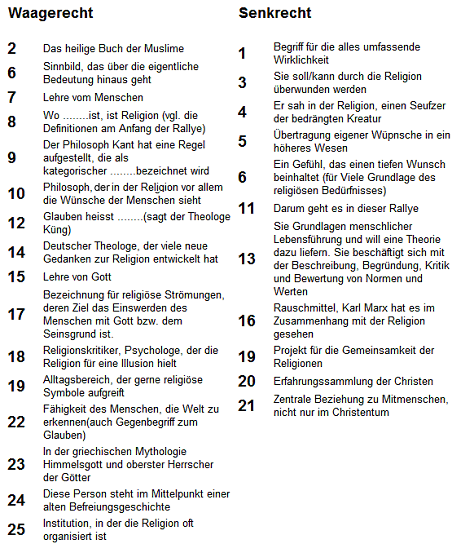 Waagerecht
2 Das heilige Buch der Muslime
6 Sinnbild, das über die eigentliche
Bedeutung hinaus geht
7 Lehre vom Menschen
8 Wo ........ist, ist Religion (vgl. die
Definitionen am Anfang der Rallye)
9 Der Philosoph Kant hat eine Regel
aufgestellt, die als
kategorischer ........bezeichnet wird
10 Philosoph, der in der Religion vor allem
die Wünsche der Menschen sieht
12 Glauben heisst ........(sagt der Theologe
Küng)
14 Deutscher Theologe, der viele neue
Gedanken zur Religion entwickelt hat
15 Lehre von Gott
17 Bezeichnung für religiöse Strömungen,
deren Ziel das Einswerden des
Menschen mit Gott bzw. dem
Seinsgrund ist.
18 Religionskritiker, Psychologe, der die
Religion für eine Illusion hielt
19 Alltagsbereich, der gerne religiöse
Symbole aufgreift
22 Fähigkeit des Menschen, die Welt zu
erkennen(auch Gegenbegriff zum
Glauben)
23 In der griechischen Mythologie
Himmelsgott und oberster Herrscher
der Götter
24 Diese Person steht im Mittelpunkt einer
alten Befreiungsgeschichte
25 Institution, in der die Religion oft
organisiert ist
Senkrecht
1 Begriff für die alles umfassende
Wirklichkeit
3 Sie soll/kann durch die Religion
überwunden werden
4 Er sah in der Religion, einen Seufzer
der bedrängten Kreatur
5 Übertragung eigener Wüpnsche in ein
höheres Wesen
6 Ein Gefühl, das einen tiefen Wunsch
beinhaltet (für Viele Grundlage des
religiösen Bedürfnisses)
11 Darum geht es in dieser Rallye
13 Sie Grundlagen menschlicher
Lebensführung und will eine Theorie
dazu liefern. Sie beschäftigt sich mit
der Beschreibung, Begründung, Kritik
und Bewertung von Normen und
Werten
16 Rauschmittel, Karl Marx hat es im
Zusammenhang mit der Religion
gesehen
19 Projekt für die Gemeinsamkeit der
Religionen
20 Erfahrungssammlung der Christen
21 Zentrale Beziehung zu Mitmenschen,
nicht nur im Christentum